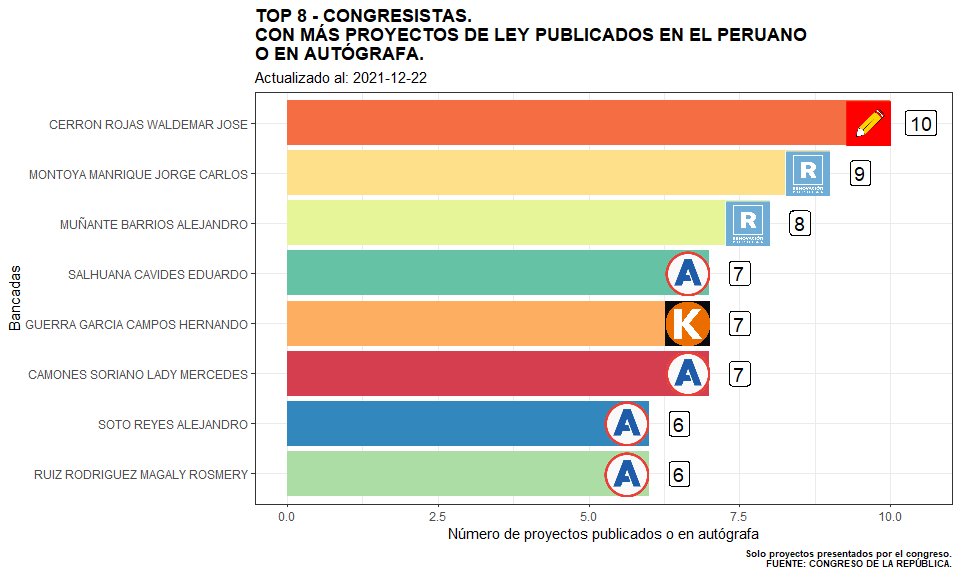 TOP 8 - CONGRESISTAS.
CON MÁS PROYECTOS DE LEY PUBLICADOS EN EL PERUANO
O EN AUTÓGRAFA.
Actualizado al: 2021-12-22
Bancadas
CERRON ROJAS WALDEMAR JOSE
10
MONTOYA MANRIQUE JORGE CARLOS
R
RENOVACIÓN
POPULAR
9
MUÑANTE BARRIOS ALEJANDRO
R
RENOVACIÓN
POPULAR
8
SALHUANA CAVIDES EDUARDO
A
7
GUERRA GARCIA CAMPOS HERNANDO
K
7
CAMONES SORIANO LADY MERCEDES
A
7
SOTO REYES ALEJANDRO
A
6
RUIZ RODRIGUEZ MAGALY ROSMERY
A
6
0.0 2.5 5.0 7.5 10.0
Número de proyectos publicados o en autógrafa
Solo proyectos presentados por el congreso.
FUENTE: CONGRESO DE LA REPÚBLICA.